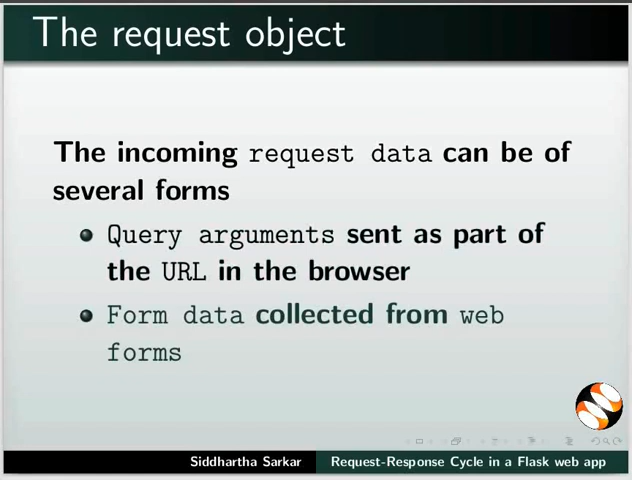 The request object
The incoming request data can be of
several forms
Query arguments sent as part of
the URL in the browser
Form data collected from web
forms
Siddhartha Sarkar Request-Response Cycle in a Flask web app